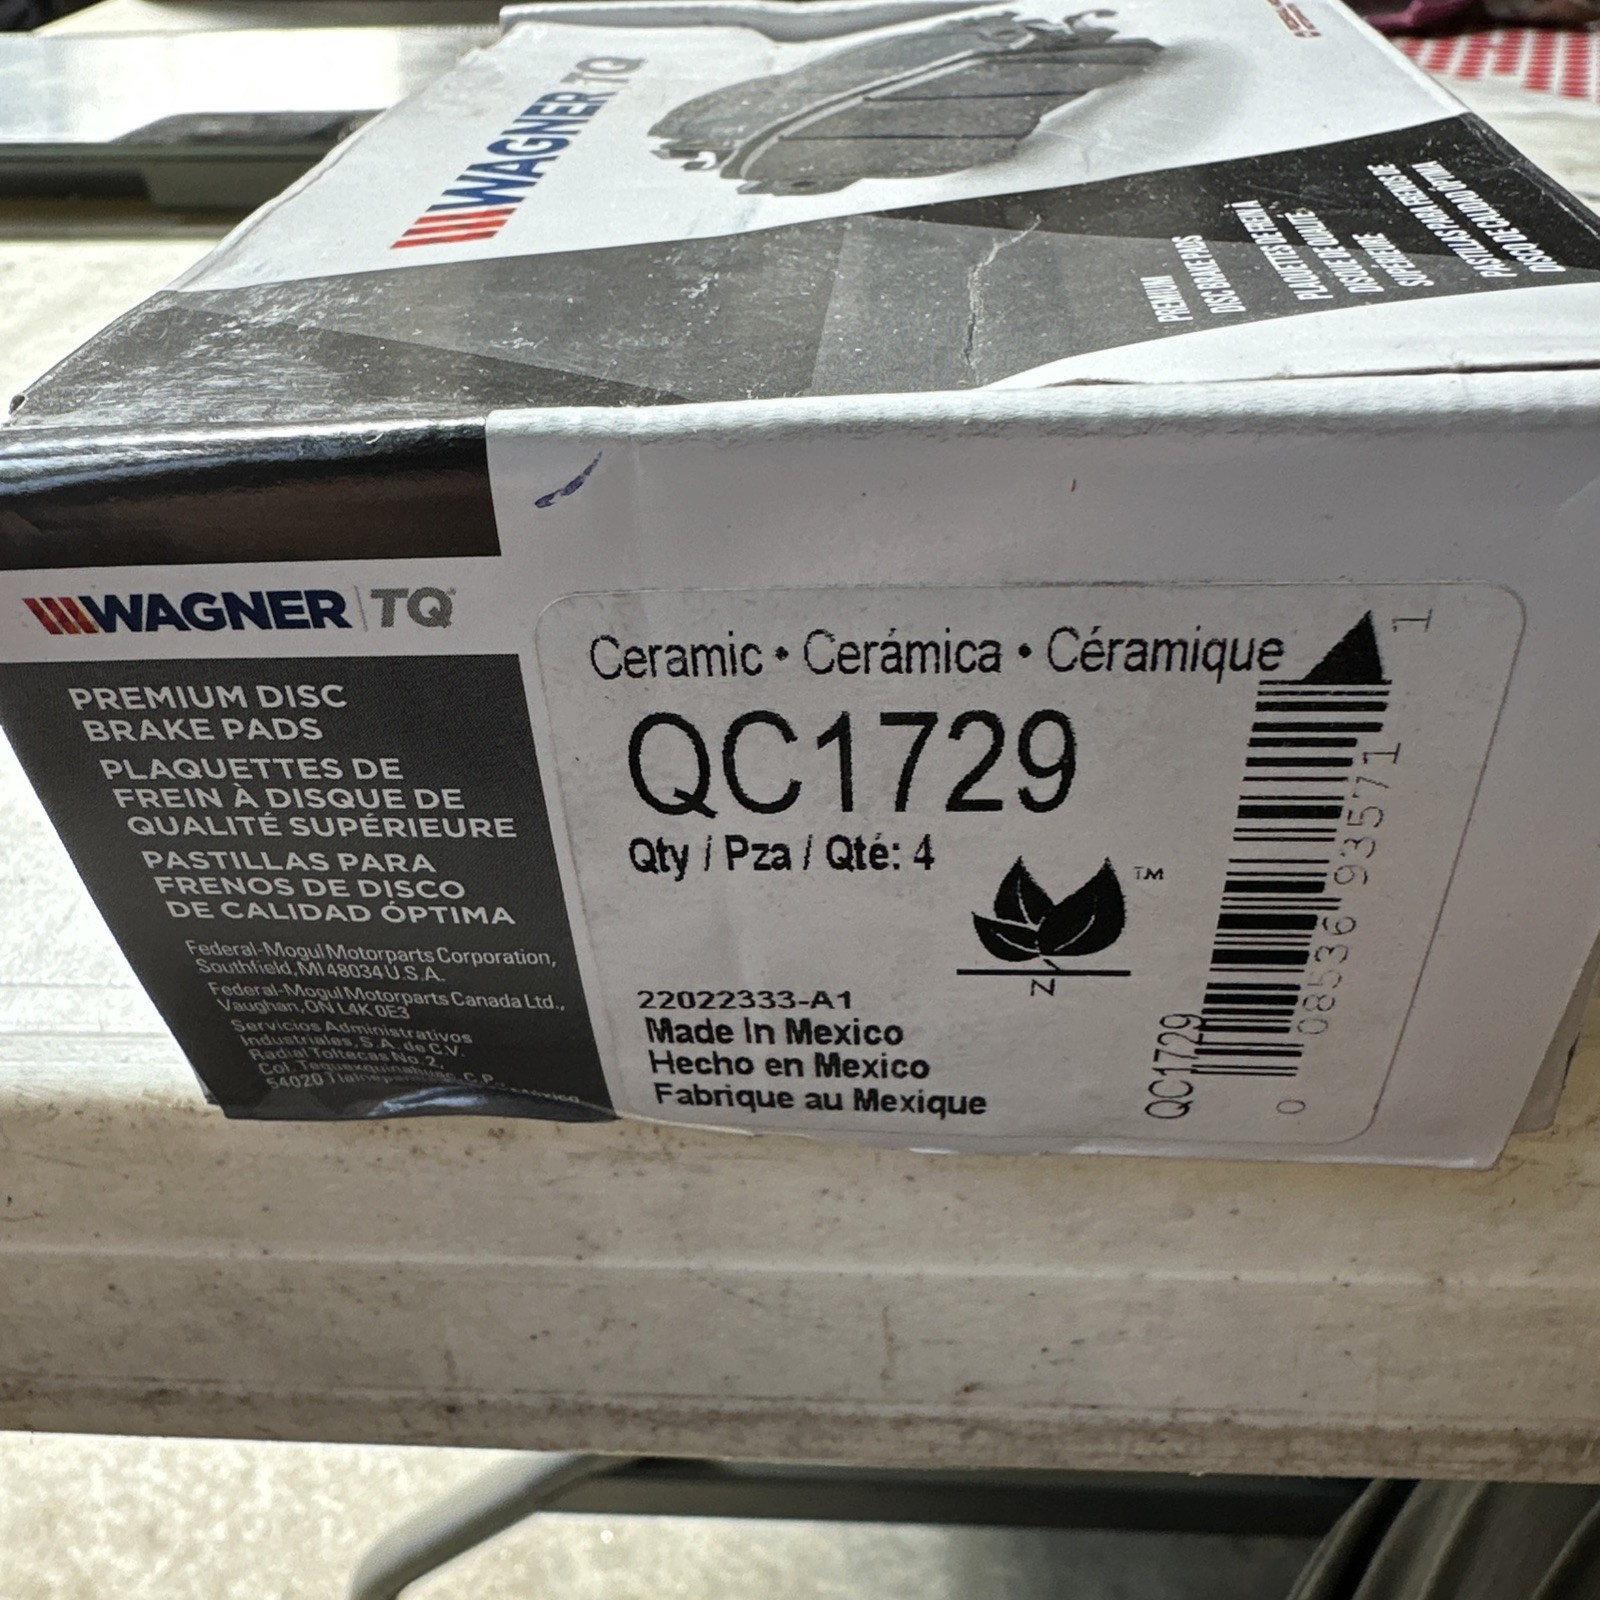 WAGNER TQ
PREMIUM
DISC BRAKE PADS
PLAQUETTES DE FREIN À
DISQUE DE QUALITÉ
SUPÉRIEURE
PASTILLAS PARA FRENOS DE
DISCO DE CALIDAD ÓPTIMA
WAGNER TQ
PREMIUM DISC
BRAKE PADS
PLAQUETTES DE
FREIN À DISQUE DE
QUALITÉ SUPÉRIEURE
PASTILLAS PARA
FRENOS DE DISCO
DE CALIDAD ÓPTIMA
Federal-Mogul Motorparts Corporation,
Southfield, MI 48034 U.S.A.
Federal-Mogul Motorparts Canada Ltd.,
Vaughan, ON L4K 0E3
Servicios Administrativos
Industriales, S.A. de C.V.
Radial Toltecas No. 2,
Col. Tequexquinahuac, C.P.
54020
Ceramic • Cerámica • Céramique
QC1729
Qty / Pza / Qté: 4
TM
N
22022333-A1
Made In Mexico
Hecho en Mexico
Fabrique au Mexique
QC1729
0 08536 93571 1